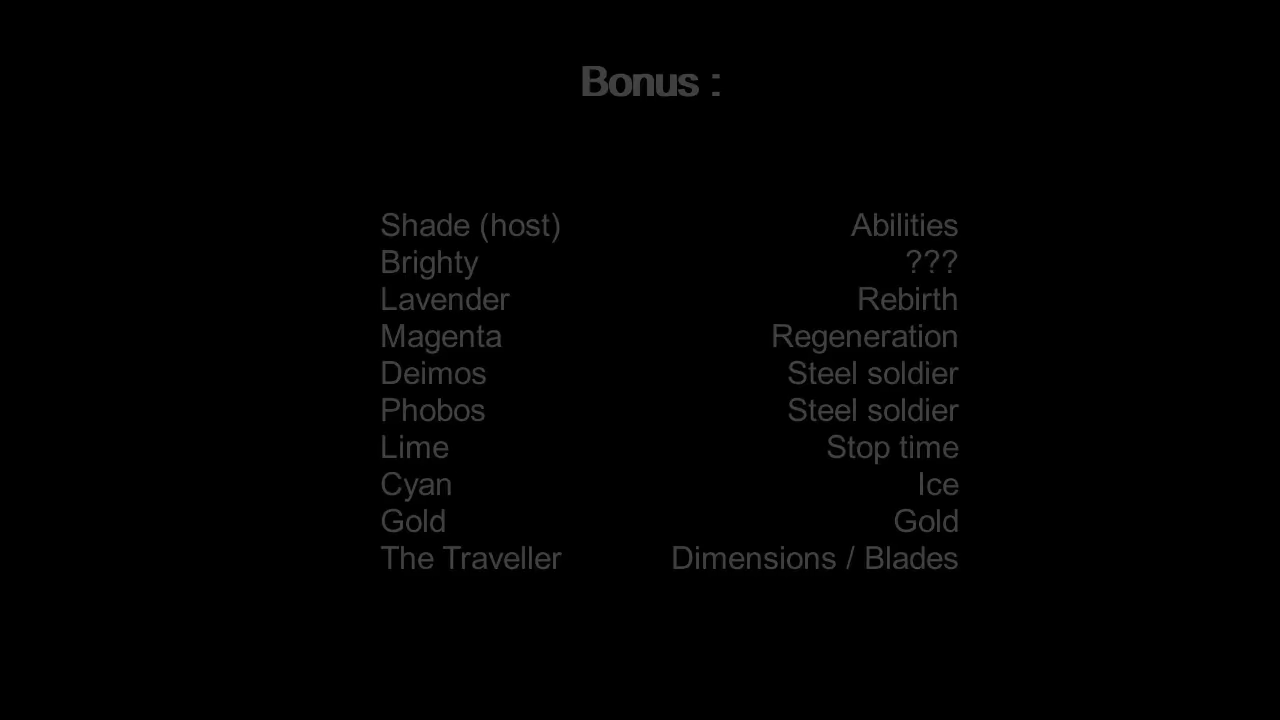 Bonus :
Shade (host) Abilities
Brighty ???
Lavender Rebirth
Magenta Regeneration
Deimos Steel soldier
Phobos Steel soldier
Lime Stop time
Cyan Ice
Gold Gold
The Traveller Dimensions / Blades